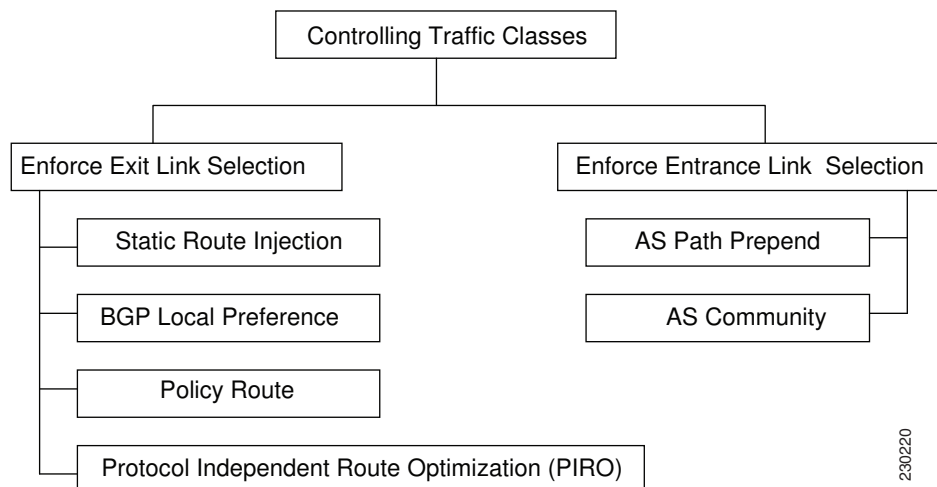 Controlling Traffic Classes
Enforce Exit Link Selection
Static Route Injection
BGP Local Preference
Policy Route
Protocol Independent Route Optimization (PIRO)
Enforce Entrance Link Selection
AS Path Prepend
AS Community
230220